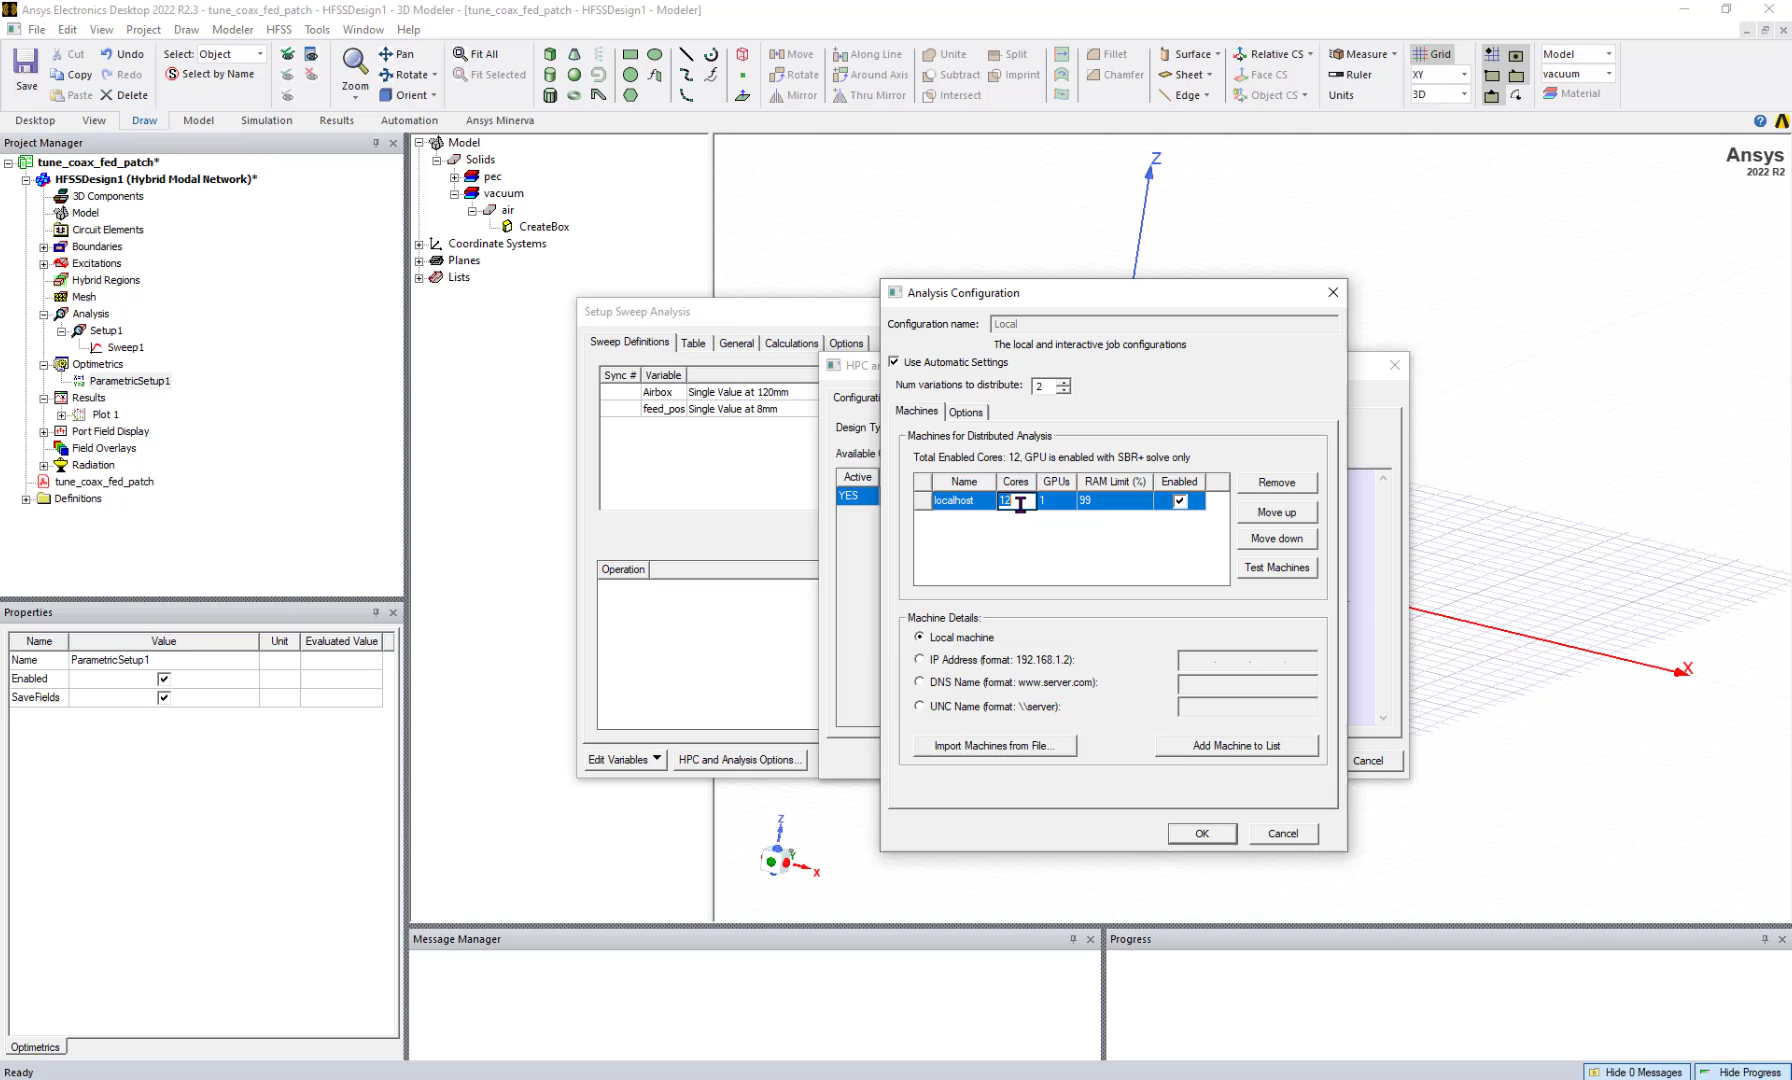 Ansys Electronics Desktop 2022 R2.3 - tune_coax_fed_patch - HFSSDesign1 - 3D Modeler - [tune_coax_fed_patch - HFSSDesign1 - Modeler]
File Edit View Project Draw Modeler HFSS Tools Window Help
Save
Cut Undo
Copy Redo
Paste Delete
Select: Object
Select by Name
Zoom
Pan
Rotate
Orient
Fit All
Fit Selected
Move Along Line
Rotate Around Axis
Mirror Thru Mirror
Unite Split
Subtract Imprint
Intersect
Fillet
Chamfer
Surface
Sheet
Edge
Relative CS
Face CS
Object CS
Measure
Ruler
Units
Grid
XY
3D
Model
vacuum
Material
Desktop View Draw Model Simulation Results Automation Ansys Minerva
Project Manager
tune_coax_fed_patch*
HFSSDesign1 (Hybrid Modal Network)*
3D Components
Model
Circuit Elements
Boundaries
Excitations
Hybrid Regions
Mesh
Analysis
Setup1
Sweep1
Optimetrics
ParametricSetup1
Results
Plot 1
Port Field Display
Field Overlays
Radiation
tune_coax_fed_patch
Definitions
Model
Solids
pec
vacuum
air
CreateBox
Coordinate Systems
Planes
Lists
Ansys
2022 R2
Z
X
Z
X
Setup Sweep Analysis
Sweep Definitions Table General Calculations Options
Sync # Variable
Airbox Single Value at 120mm
feed_pos Single Value at 8mm
Operation
Edit Variables HPC and Analysis Options...
HPC an
Configurati
Design Ty
Available
Active
YES
Cancel
Analysis Configuration
Configuration name: Local
The local and interactive job configurations
Use Automatic Settings
Num variations to distribute: 2
Machines Options
Machines for Distributed Analysis
Total Enabled Cores: 12, GPU is enabled with SBR+ solve only
Name Cores GPUs RAM Limit (%) Enabled
localhost 12 1 99
Remove
Move up
Move down
Test Machines
Machine Details:
Local machine
IP Address (format: 192.168.1.2):
DNS Name (format: www.server.com):
UNC Name (format: \\server):
Import Machines from File... Add Machine to List
OK Cancel
Properties
Name Value Unit Evaluated Value
Name ParametricSetup1
Enabled
SaveFields
Optimetrics
Message Manager
Progress
Ready
Hide 0 Messages Hide Progress